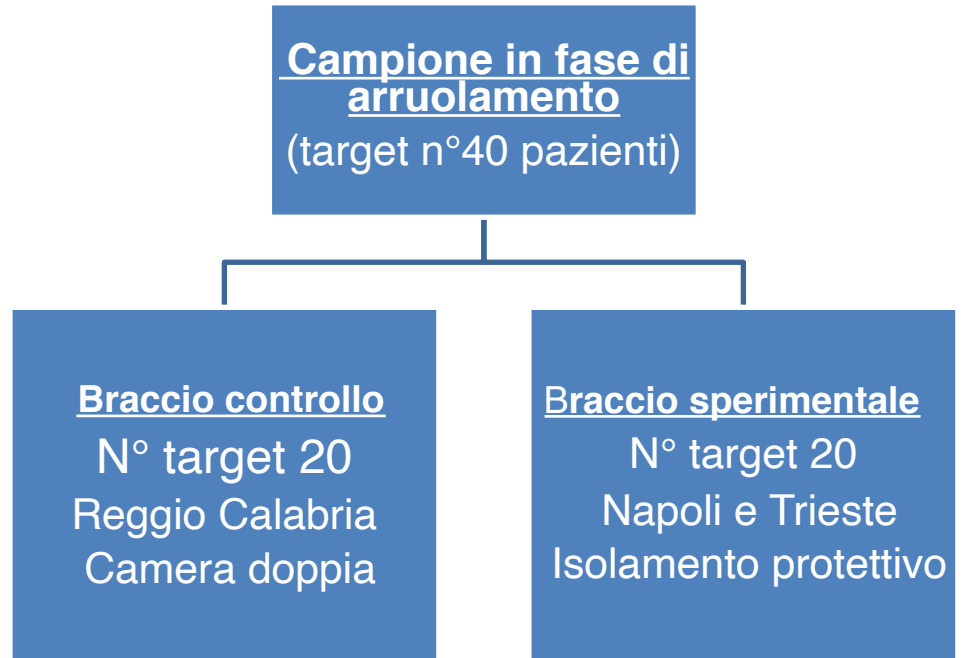 Campione in fase di
arruolamento
(target n°40 pazienti)
Braccio controllo
N° target 20
Reggio Calabria
Camera doppia
Braccio sperimentale
N° target 20
Napoli e Trieste
Isolamento protettivo